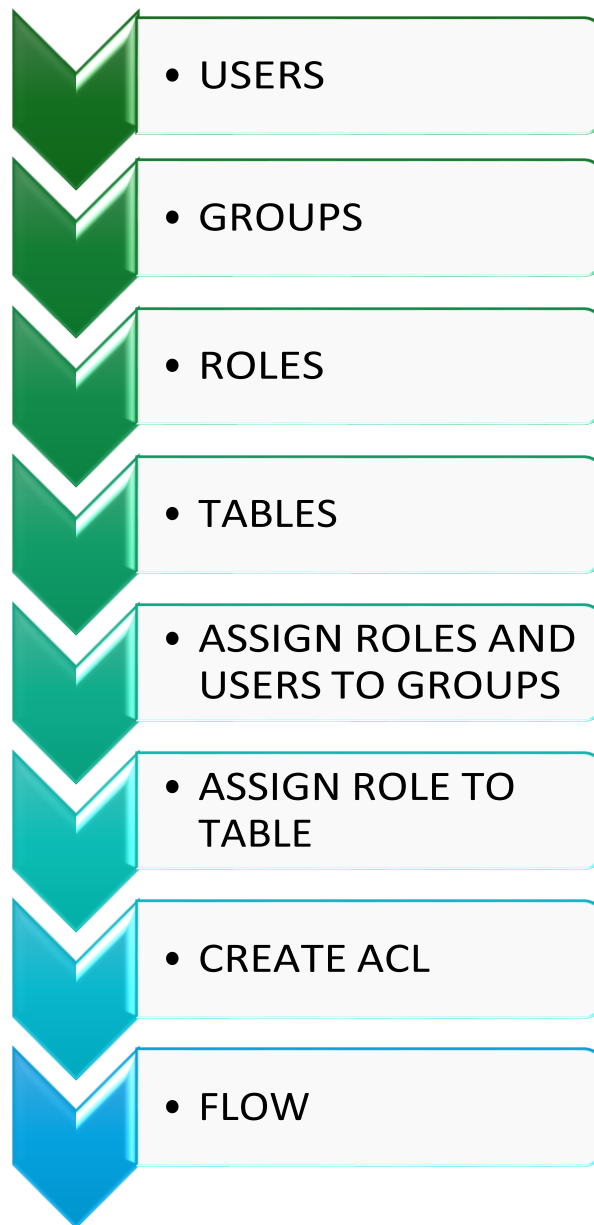 • USERS
• GROUPS
• ROLES
• TABLES
• ASSIGN ROLES AND
USERS TO GROUPS
• ASSIGN ROLE TO
TABLE
• CREATE ACL
• FLOW